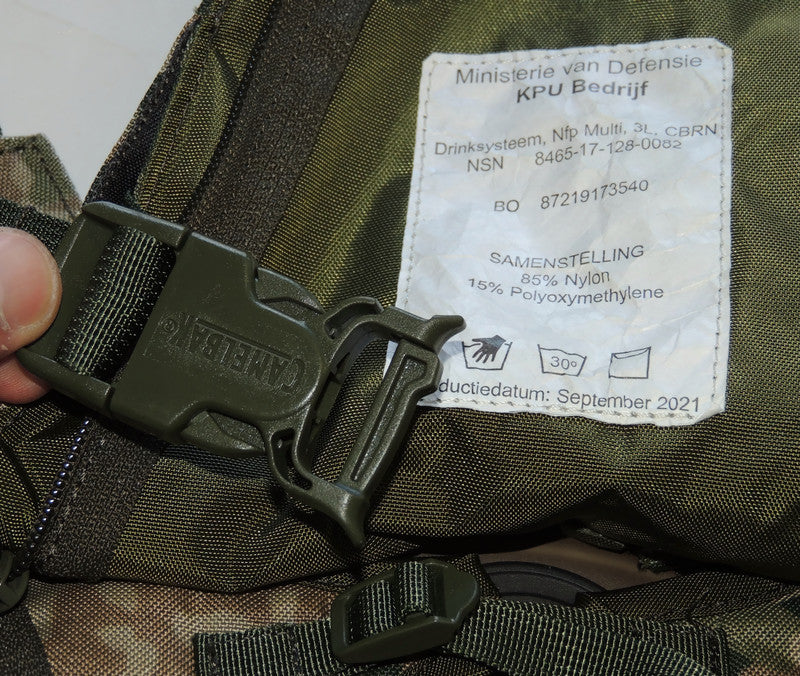 Ministerie van Defensie
KPU Bedrijf
Drinksysteem, Nfp Multi, 3L, CBRN
NSN 8465-17-128-0082
BO 87219173540
SAMENSTELLING
85% Nylon
15% Polyoxymethylene
30°
ductiedatum: September 2021
CAMELBAK©